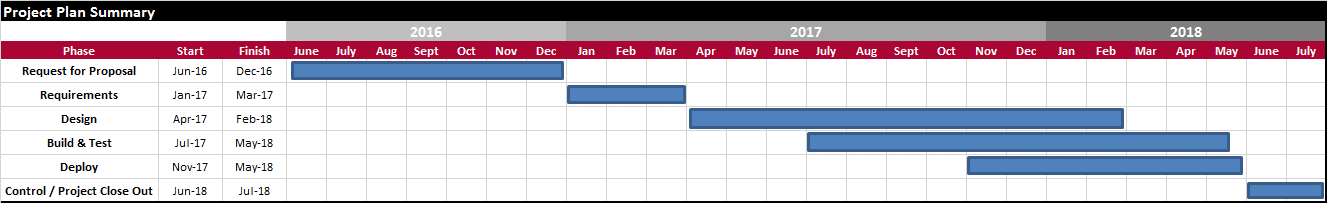 Project Plan Summary
2016 2017 2018
Phase Start Finish June July Aug Sept Oct Nov Dec Jan Feb Mar Apr May June July Aug Sept Oct Nov Dec Jan Feb Mar Apr May June July
Request for Proposal Jun-16 Dec-16
Requirements Jan-17 Mar-17
Design Apr-17 Feb-18
Build & Test Jul-17 May-18
Deploy Nov-17 May-18
Control / Project Close Out Jun-18 Jul-18